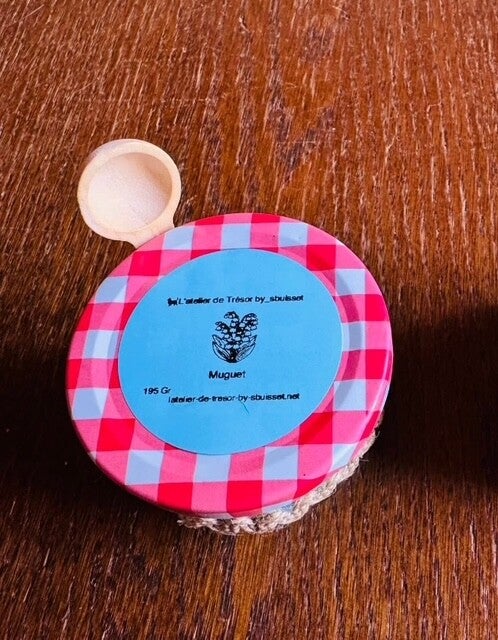 L'atelier de Trésor by_sbuisset
Muguet
195 Gr
latelier-de-tresor-by-sbuisset.net